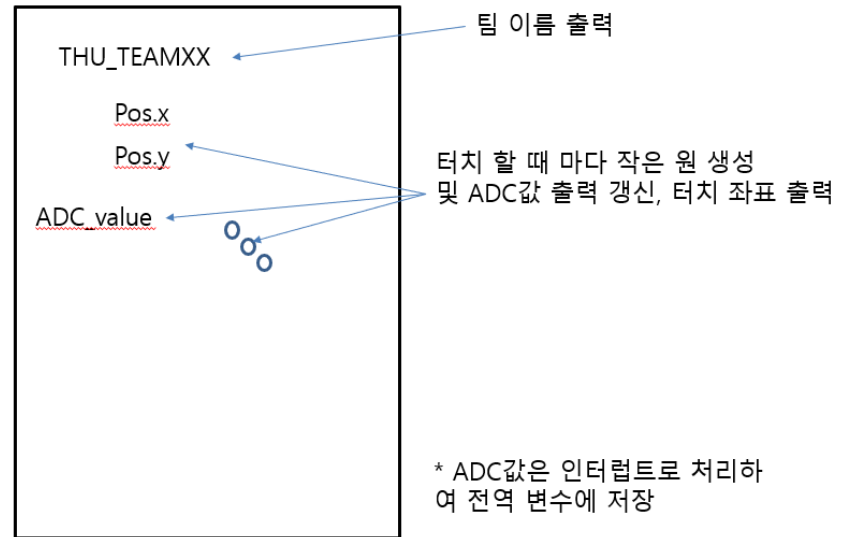 팀 이름 출력
THU_TEAMXX
Pos.x
Pos.y
터치 할 때 마다 작은 원 생성
및 ADC값 출력 갱신, 터치 좌표 출력
ADC_value
* ADC값은 인터럽트로 처리하
여 전역 변수에 저장